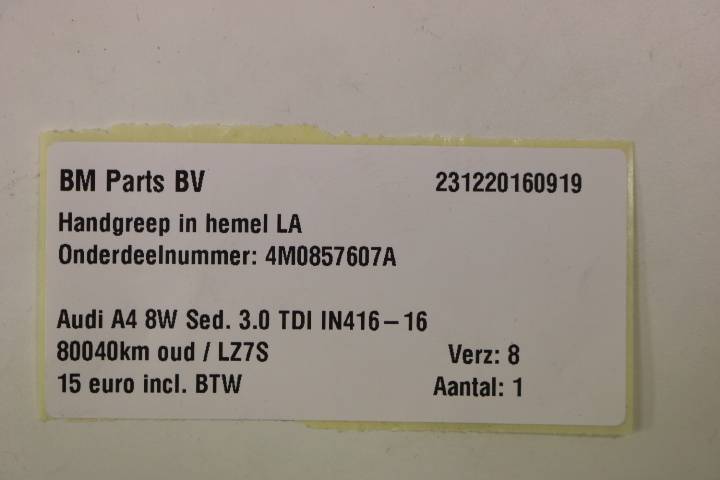 BM Parts BV 231220160919
Handgreep in hemel LA
Onderdeelnummer: 4M0857607A
Audi A4 8W Sed. 3.0 TDI IN416-16
80040km oud / LZ7S Verz: 8
15 euro incl. BTW Aantal: 1